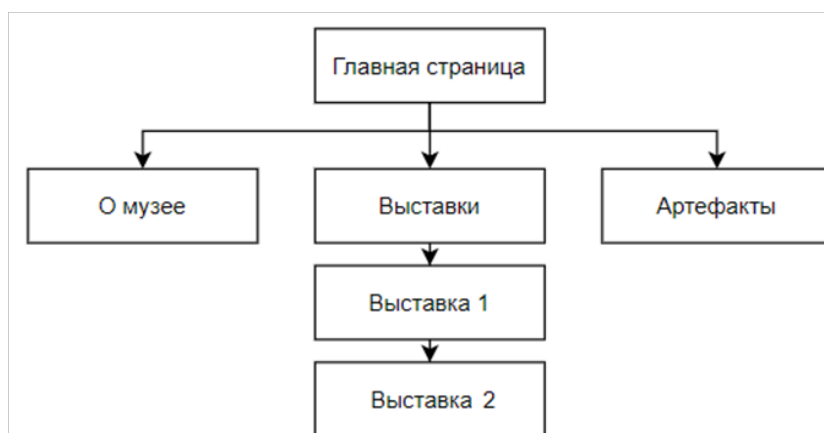 Главная страница
О музее
Выставки
Артефакты
Выставка 1
Выставка 2